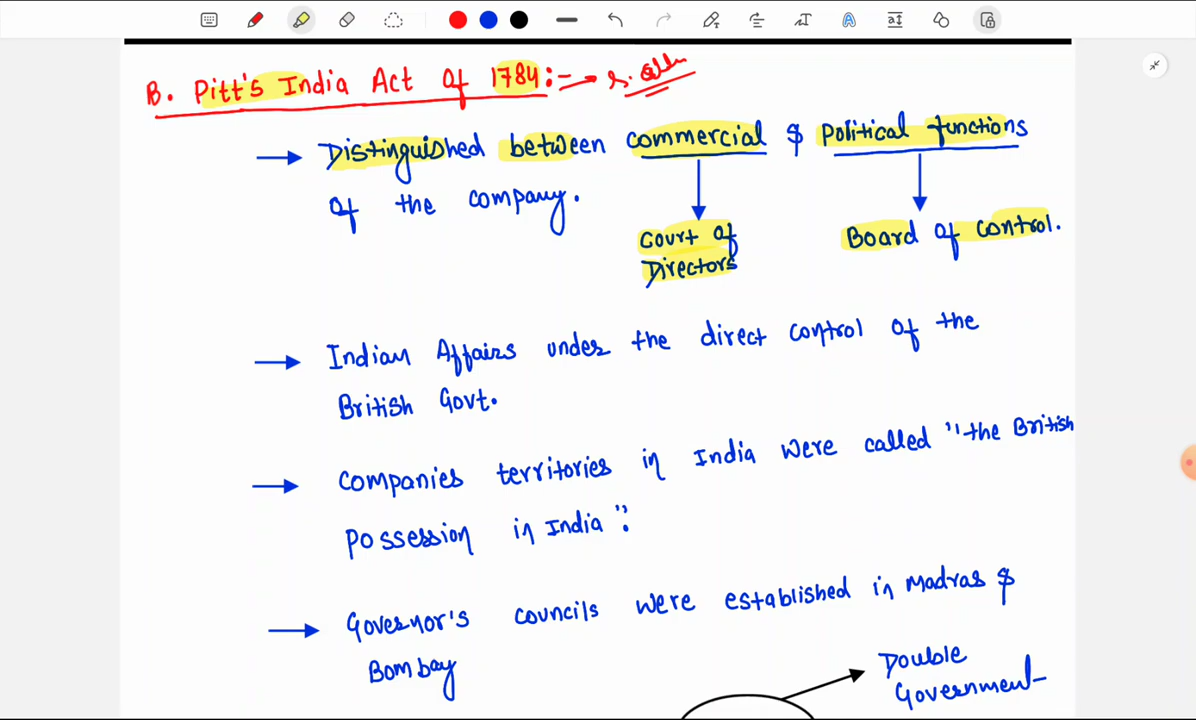 B. Pitt's India Act of 1784 :- →
→ Distinguished between commercial & Political functions
of the company.
Court of
Directors
Board of control.
→ Indian Affairs under the direct control of the
British Govt.
→ Companies territories in India were called "the British
possession in India".
→ Governor's councils were established in Madras &
Bombay
Double
Government